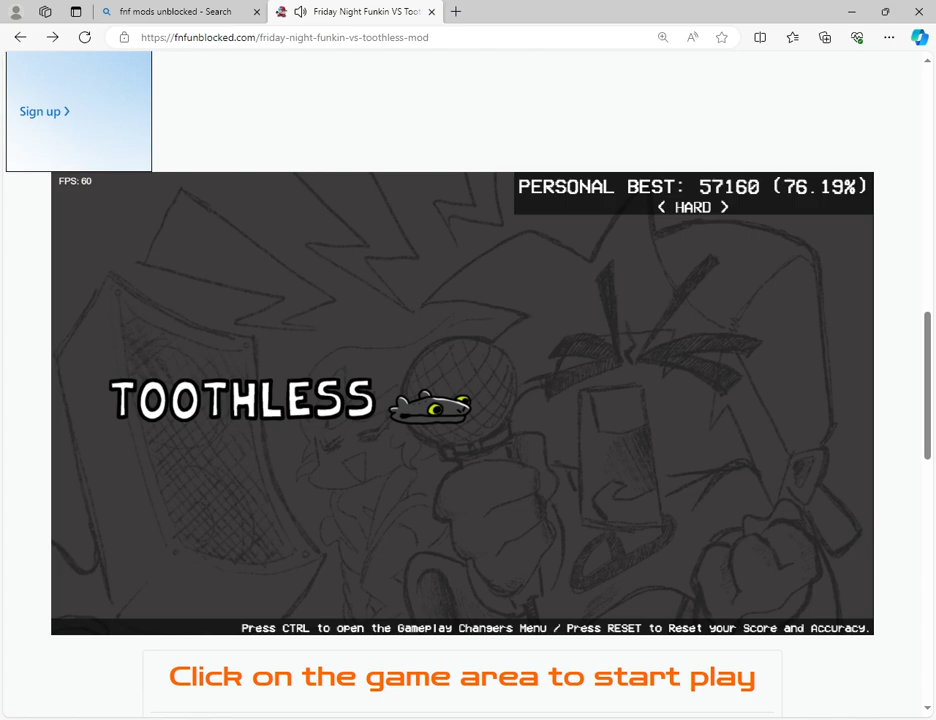 fnf mods unblocked - Search
Friday Night Funkin VS Toot
https://fnfunblocked.com/friday-night-funkin-vs-toothless-mod
Sign up >
FPS: 60
PERSONAL BEST: 57160 (76.19%)
< HARD >
TOOTHLESS
Press CTRL to open the Gameplay Changers Menu / Press RESET to Reset your Score and Accuracy.
Click on the game area to start play